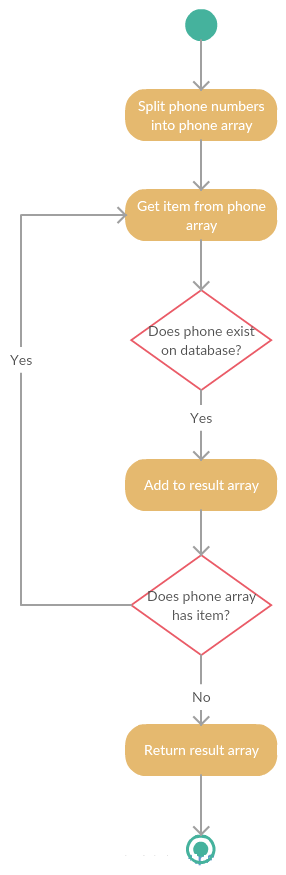 Split phone numbers
into phone array
Get item from phone
array
Does phone exist
on database?
Yes
Yes
Add to result array
Does phone array
has item?
No
Return result array